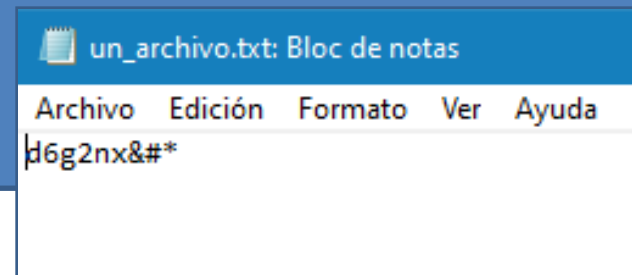 un_archivo.txt: Bloc de notas
Archivo Edición Formato Ver Ayuda
d6g2nx&#*